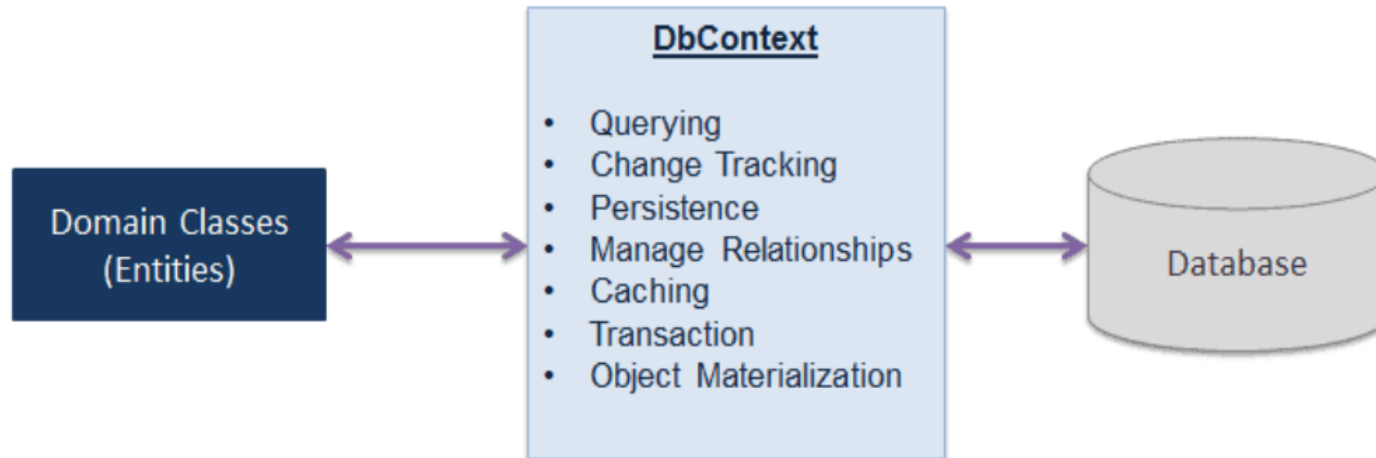 DbContext
Domain Classes
(Entities)
• Querying
• Change Tracking
• Persistence
• Manage Relationships
• Caching
• Transaction
• Object Materialization
Database